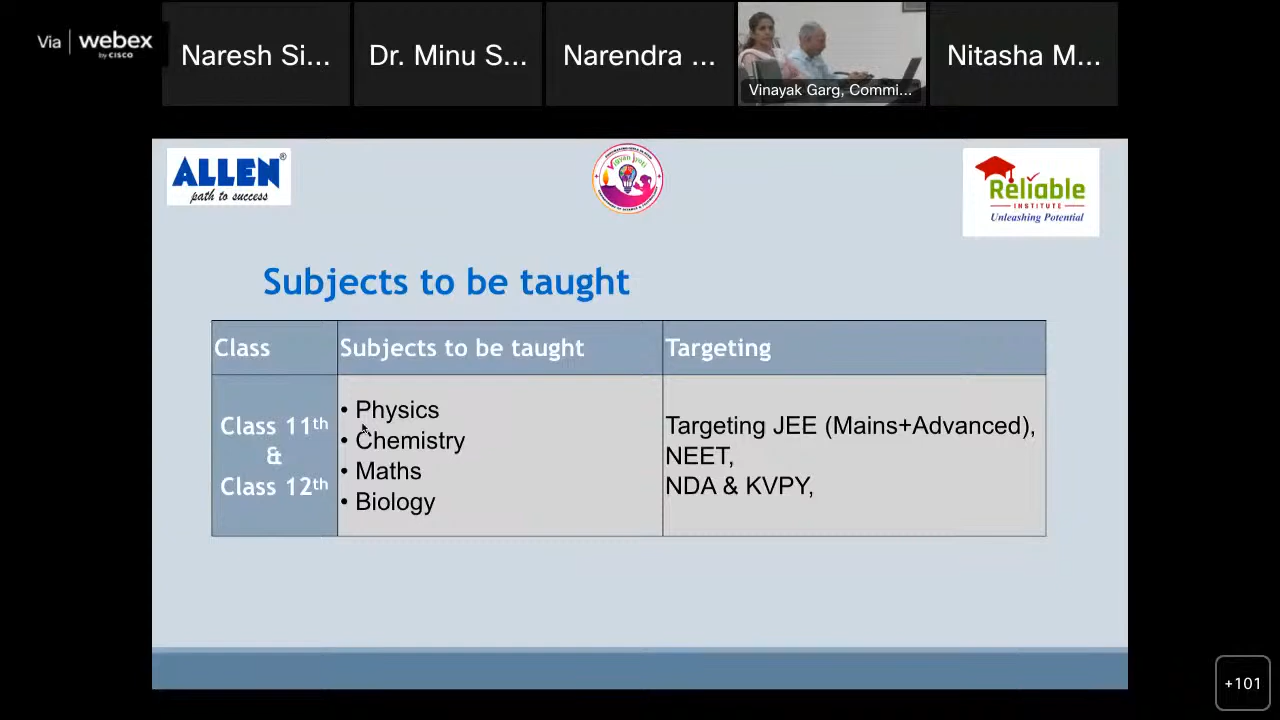 Via webex
by CISCO
Naresh Si...
Dr. Minu S...
Narendra ...
Vinayak Garg, Commi...
Nitasha M...
ALLEN®
path to success
Vigyan Jyoti
Reliable
INSTITUTE
Unleashing Potential
Subjects to be taught
Class
Subjects to be taught
Targeting
Class 11th
&
Class 12th
• Physics
• Chemistry
• Maths
• Biology
Targeting JEE (Mains+Advanced),
NEET,
NDA & KVPY,
+101